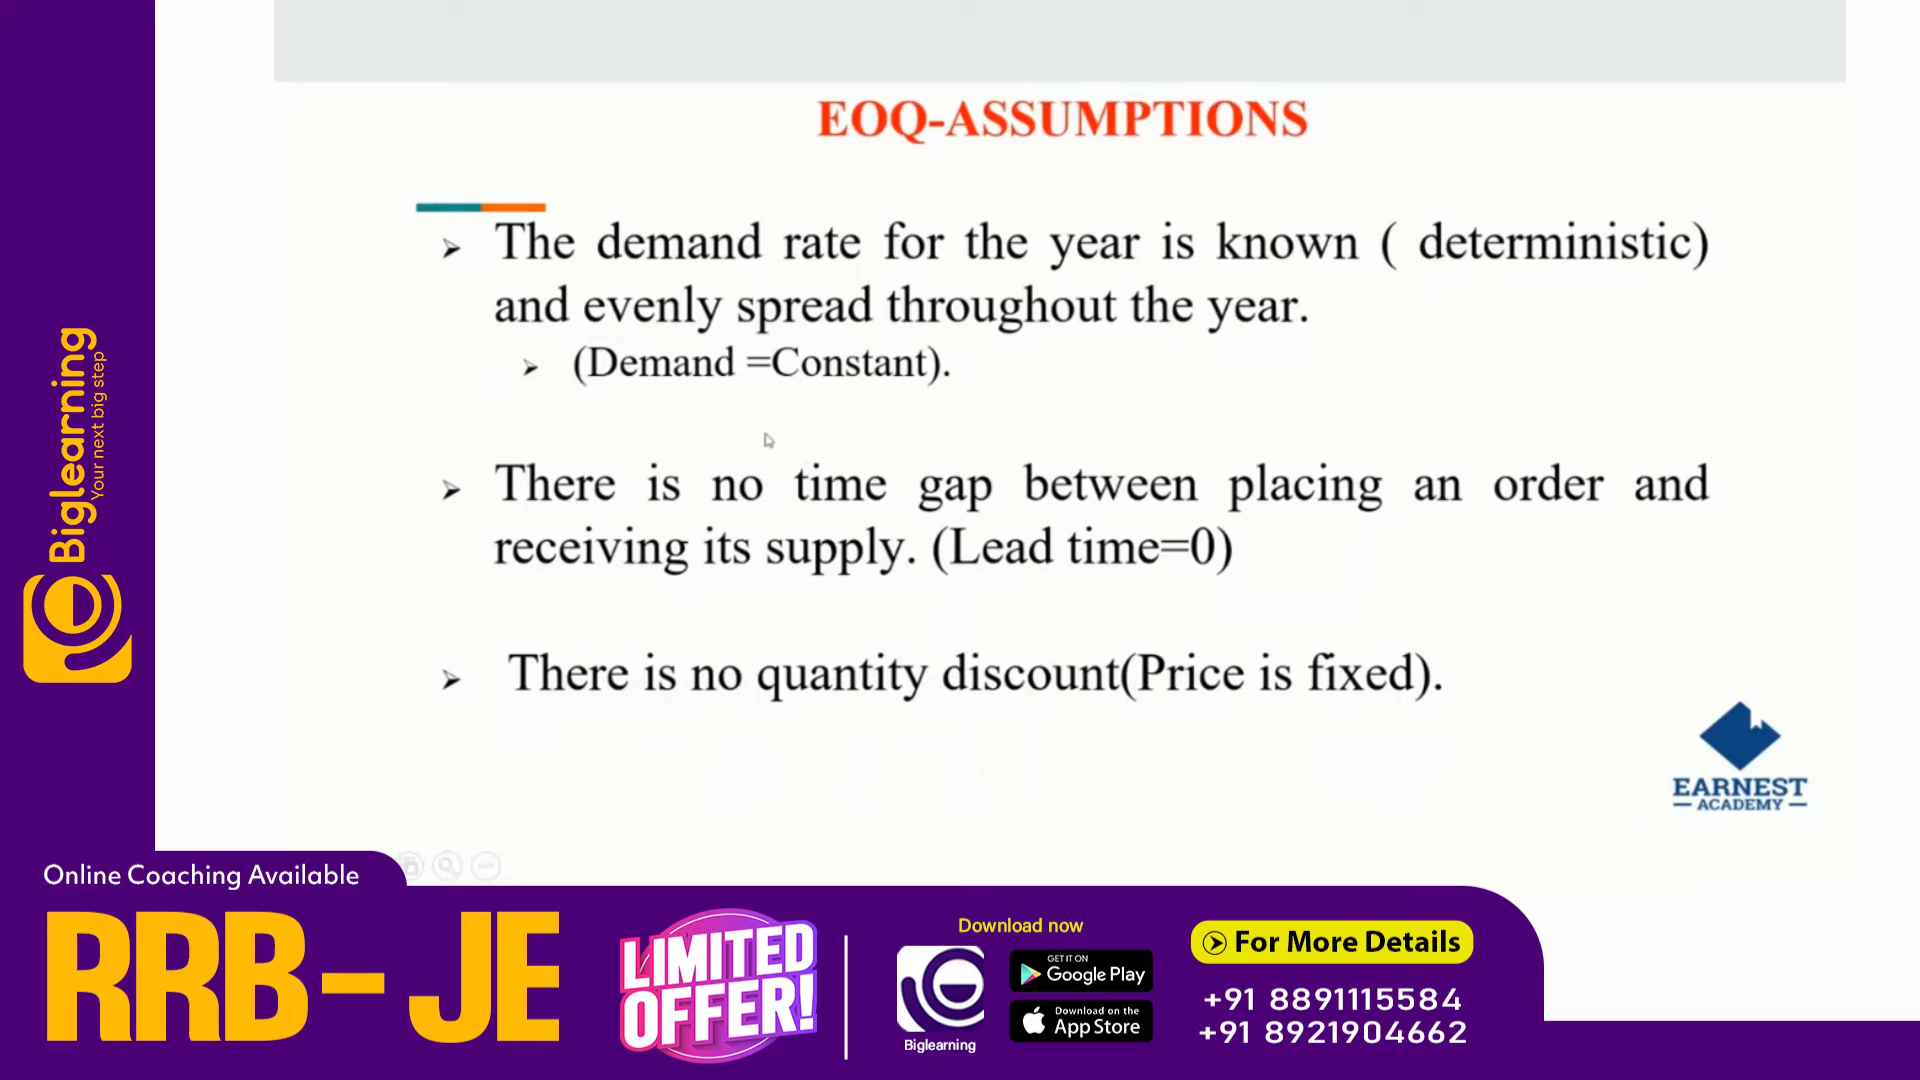 EOQ-ASSUMPTIONS
➢ The demand rate for the year is known ( deterministic)
and evenly spread throughout the year.
➢ (Demand =Constant).
➢ There is no time gap between placing an order and
receiving its supply. (Lead time=0)
➢ There is no quantity discount(Price is fixed).
EARNEST
ACADEMY
Biglearning
Your next big step
Online Coaching Available
RRB-JE
LIMITED
OFFER!
Download now
Biglearning
GET IT ON
Google Play
Download on the
App Store
For More Details
+91 8891115584
+91 8921904662